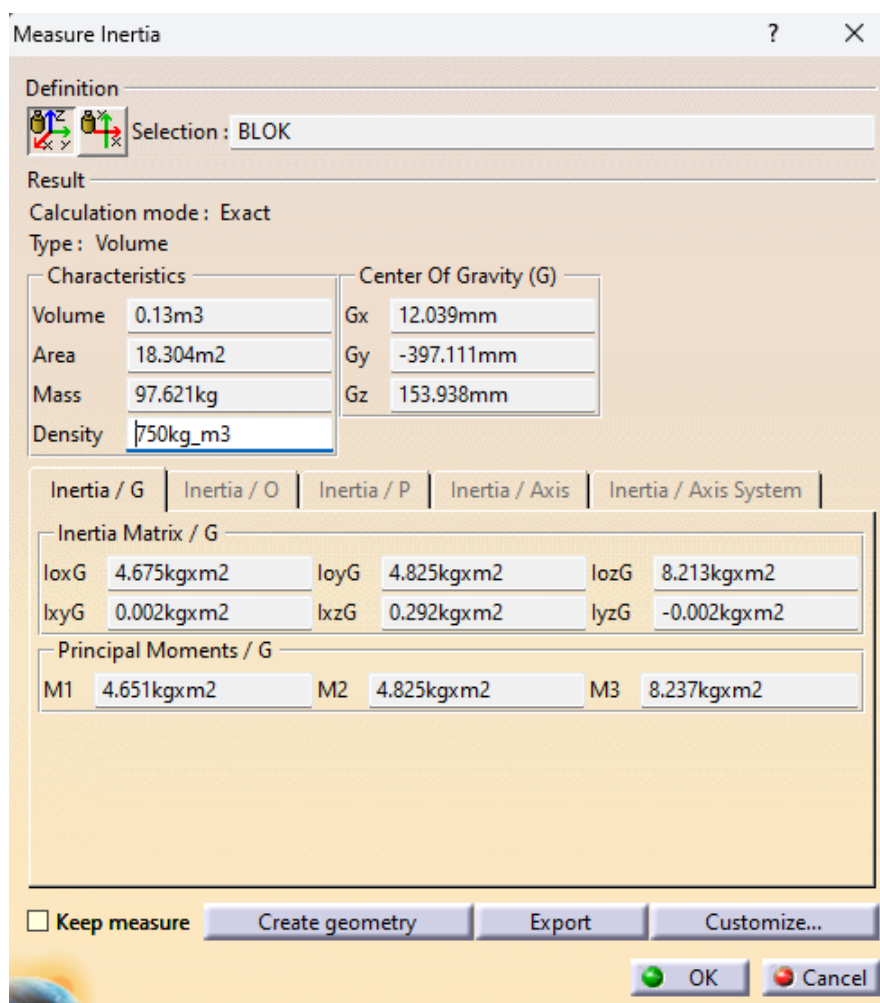 Measure Inertia ? ×
Definition
Selection : BLOK
Result
Calculation mode : Exact
Type : Volume
Characteristics Center Of Gravity (G)
Volume 0.13m3 Gx 12.039mm
Area 18.304m2 Gy -397.111mm
Mass 97.621kg Gz 153.938mm
Density 750kg_m3
Inertia / G Inertia / O Inertia / P Inertia / Axis Inertia / Axis System
Inertia Matrix / G
IoxG 4.675kgxm2 IoyG 4.825kgxm2 IozG 8.213kgxm2
IxyG 0.002kgxm2 IxzG 0.292kgxm2 IyzG -0.002kgxm2
Principal Moments / G
M1 4.651kgxm2 M2 4.825kgxm2 M3 8.237kgxm2
Keep measure Create geometry Export Customize...
OK Cancel